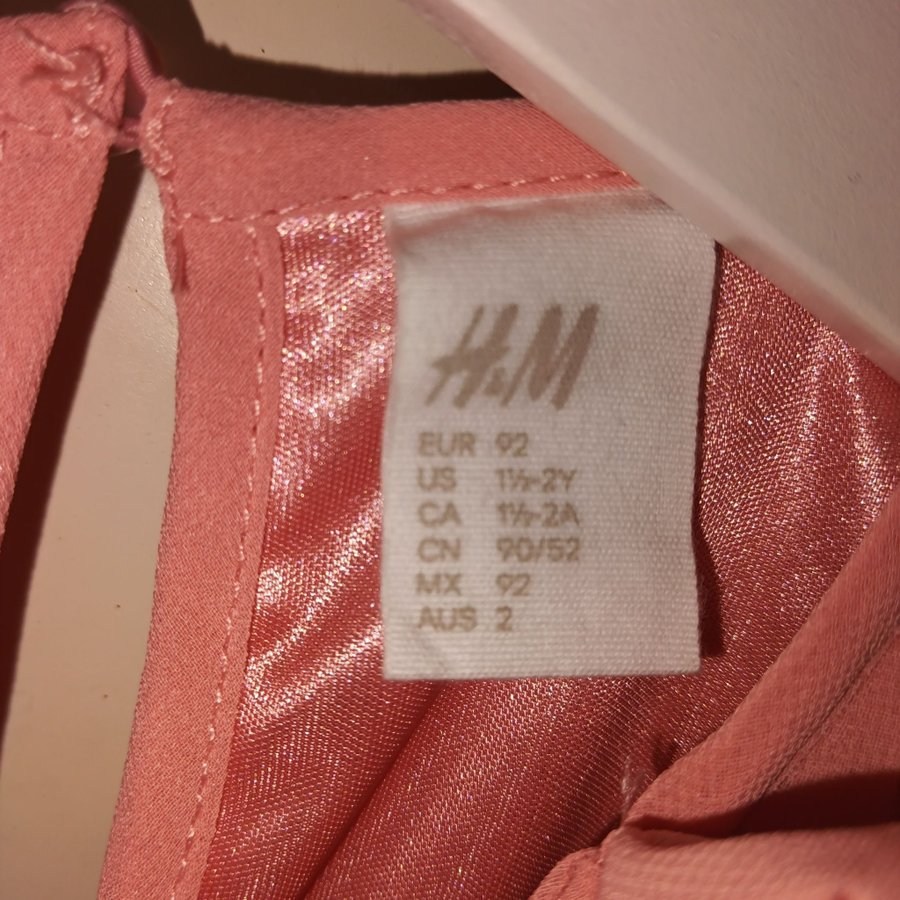 H&M
EUR 92
US 1½-2Y
CA 1½-2A
CN 90/52
MX 92
AUS 2